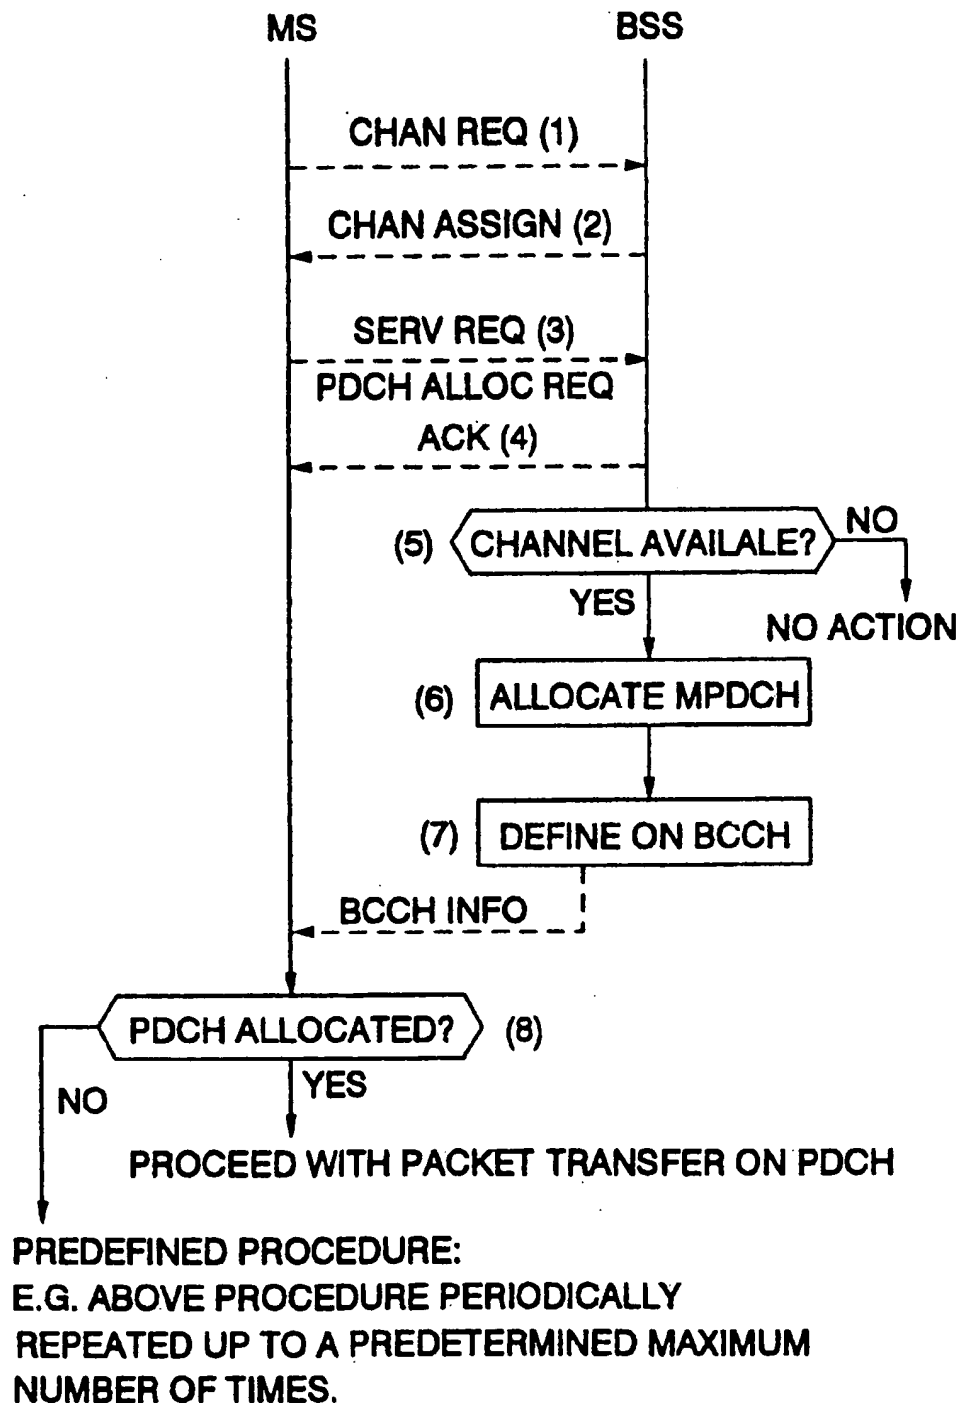 MS
BSS
CHAN REQ (1)
CHAN ASSIGN (2)
SERV REQ (3)
PDCH ALLOC REQ
ACK (4)
(5)
CHANNEL AVAILALE?
NO
YES
NO ACTION
(6)
ALLOCATE MPDCH
(7)
DEFINE ON BCCH
BCCH INFO
PDCH ALLOCATED?
(8)
NO
YES
PROCEED WITH PACKET TRANSFER ON PDCH
PREDEFINED PROCEDURE:
E.G. ABOVE PROCEDURE PERIODICALLY
REPEATED UP TO A PREDETERMINED MAXIMUM
NUMBER OF TIMES.